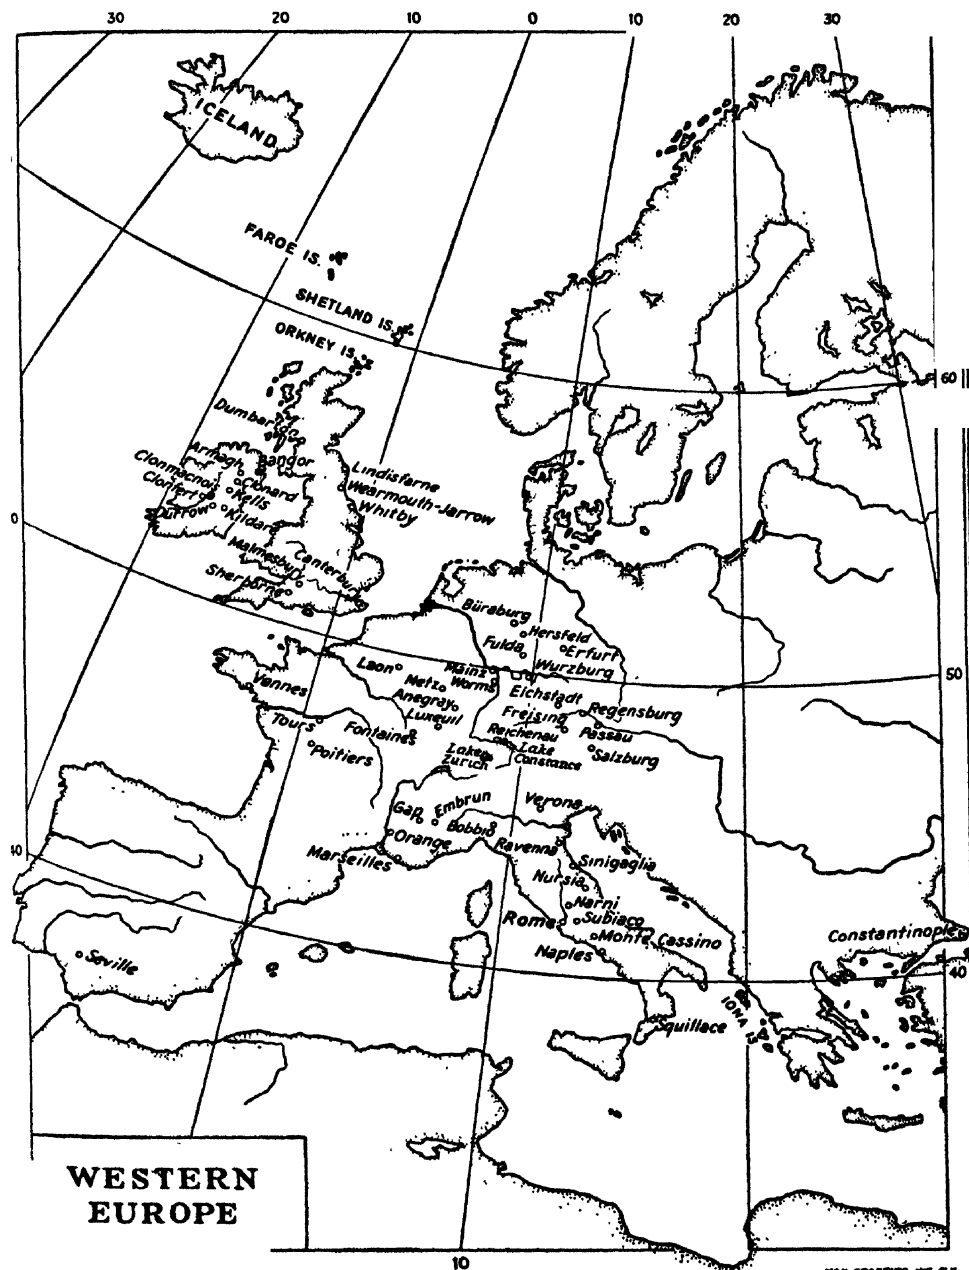 30 20 10 0 10 20 30
ICELAND
FAROE IS.
SHETLAND IS.
ORKNEY IS.
60
Dumbarton
Armagh
Bangor
Clonmacnois
Clonard
Clonfert
Kells
Durrow
Kildare
Lindisfarne
Wearmouth-Jarrow
Whitby
Malmesbury
Canterbury
Sherborne
0
Büraburg
Hersfeld
Fulda
Erfurt
Wurzburg
Mainz
Worms
50
Laon
Metz
Anegray
Luxeuil
Vannes
Tours
Fontaines
Poitiers
Eichstadt
Freising
Regensburg
Reichenau
Passau
Lake
Zurich
Lake
Constance
Salzburg
Gap
Embrun
Verona
Bobbio
Orange
Ravenna
Marseilles
Sinigaglia
Nursia
Narni
Rome
Subiaco
Monte Cassino
Naples
Constantinople
40
Seville
IONA IS
Squillace
WESTERN
EUROPE
10